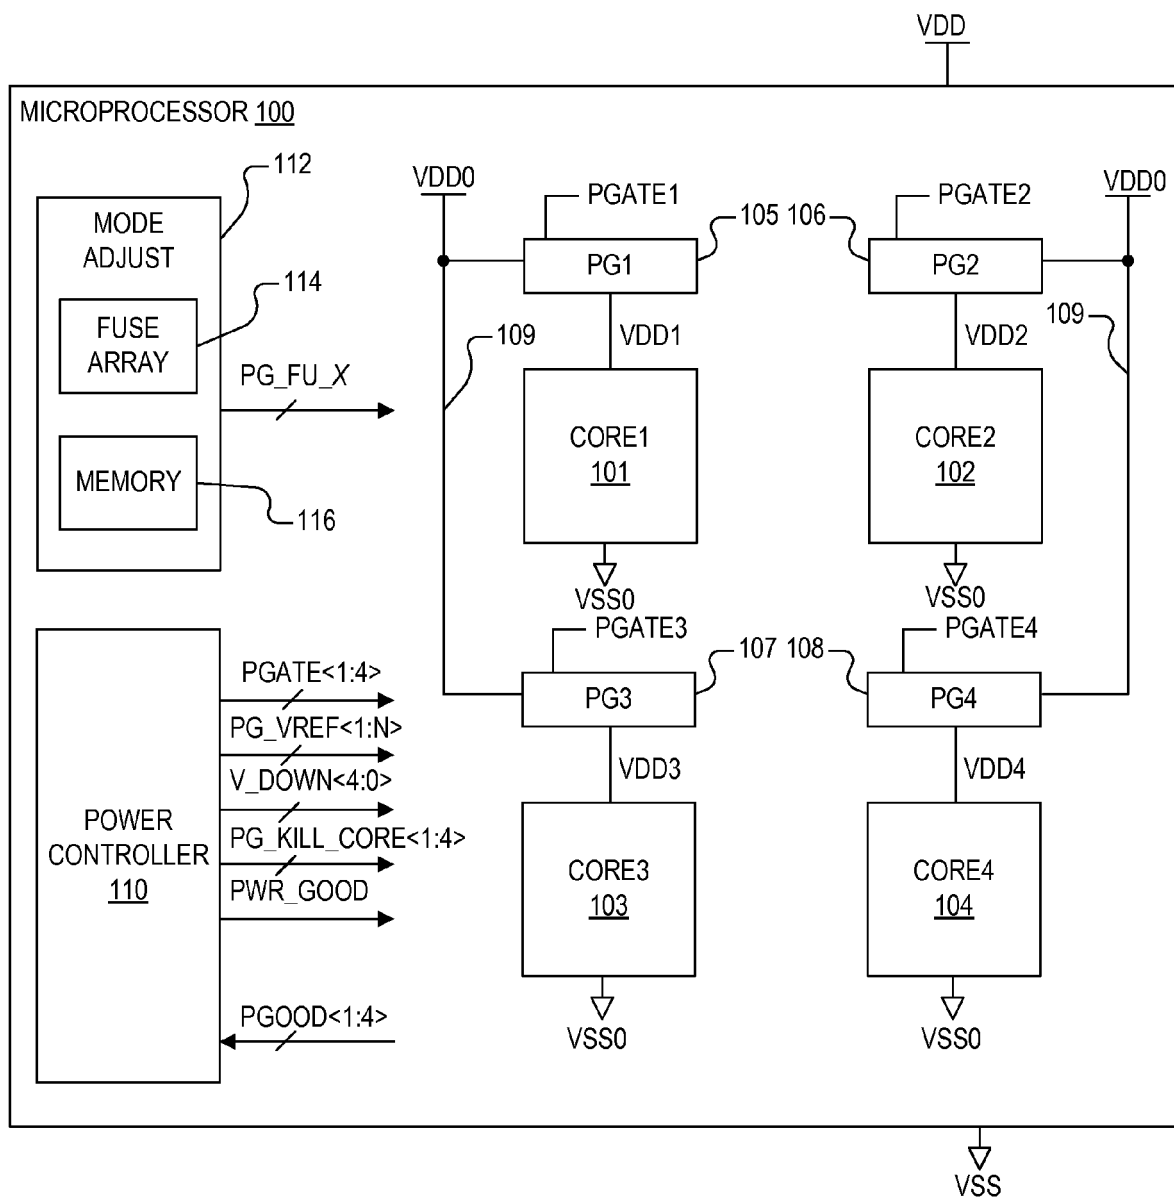 VDD
MICROPROCESSOR 100
112
VDD0
PGATE1
PGATE2
VDD0
MODE
ADJUST
105
106
PG1
PG2
114
FUSE
ARRAY
109
VDD1
VDD2
109
PG_FU_X
CORE1
101
CORE2
102
MEMORY
116
VSS0
VSS0
PGATE3
PGATE4
107
108
PGATE<1:4>
PG3
PG4
PG_VREF<1:N>
V_DOWN<4:0>
VDD3
VDD4
POWER
CONTROLLER
110
PG_KILL_CORE<1:4>
PWR_GOOD
CORE3
103
CORE4
104
PGOOD<1:4>
VSS0
VSS0
VSS